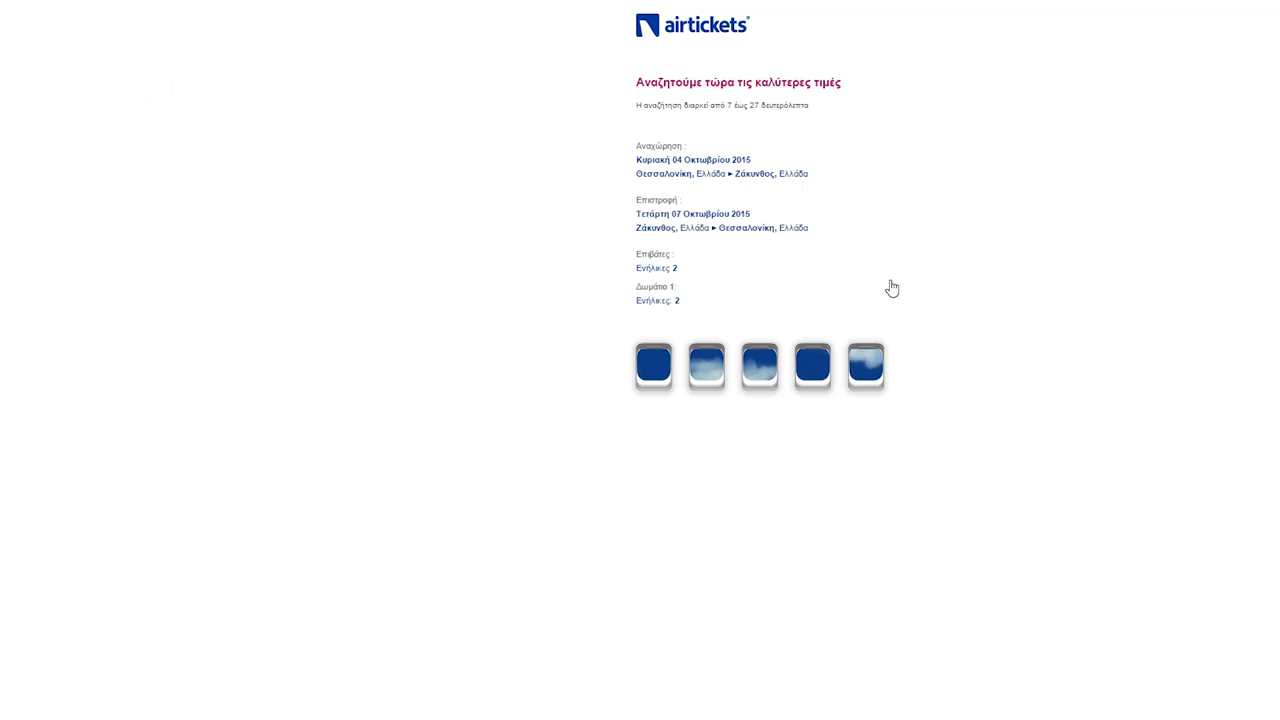 airtickets®
Αναζητούμε τώρα τις καλύτερες τιμές
Η αναζήτηση διαρκεί από 7 έως 27 δευτερόλεπτα
Αναχώρηση :
Κυριακή 04 Οκτωβρίου 2015
Θεσσαλονίκη, Ελλάδα ► Ζάκυνθος, Ελλάδα
Επιστροφή :
Τετάρτη 07 Οκτωβρίου 2015
Ζάκυνθος, Ελλάδα ► Θεσσαλονίκη, Ελλάδα
Επιβάτες :
Ενήλικες 2
Δωμάτιο 1:
Ενήλικες: 2